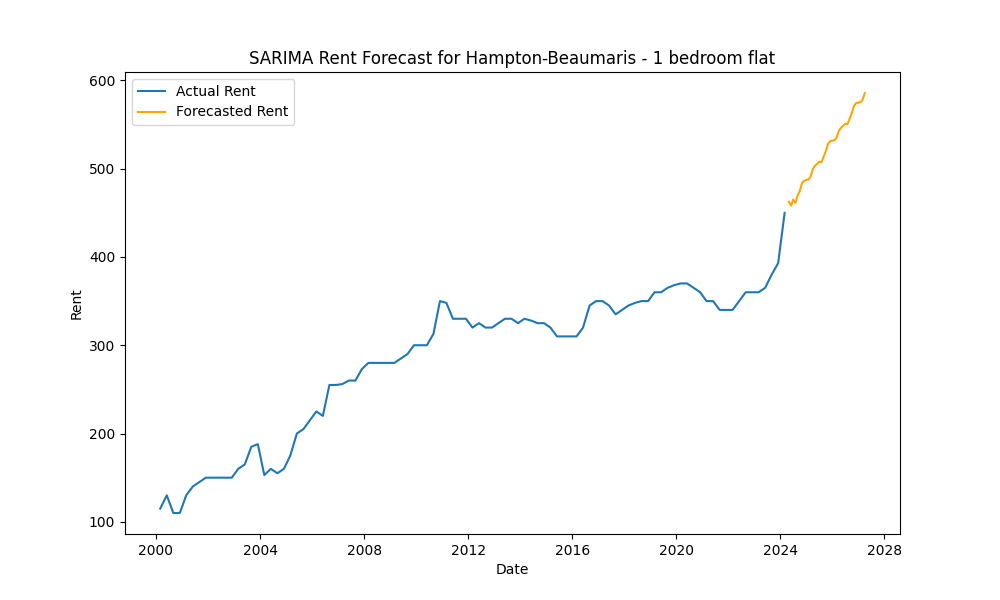 SARIMA Rent Forecast for Hampton-Beaumaris - 1 bedroom flat
Actual Rent
Forecasted Rent
600
500
400
300
200
100
Rent
2000 2004 2008 2012 2016 2020 2024 2028
Date